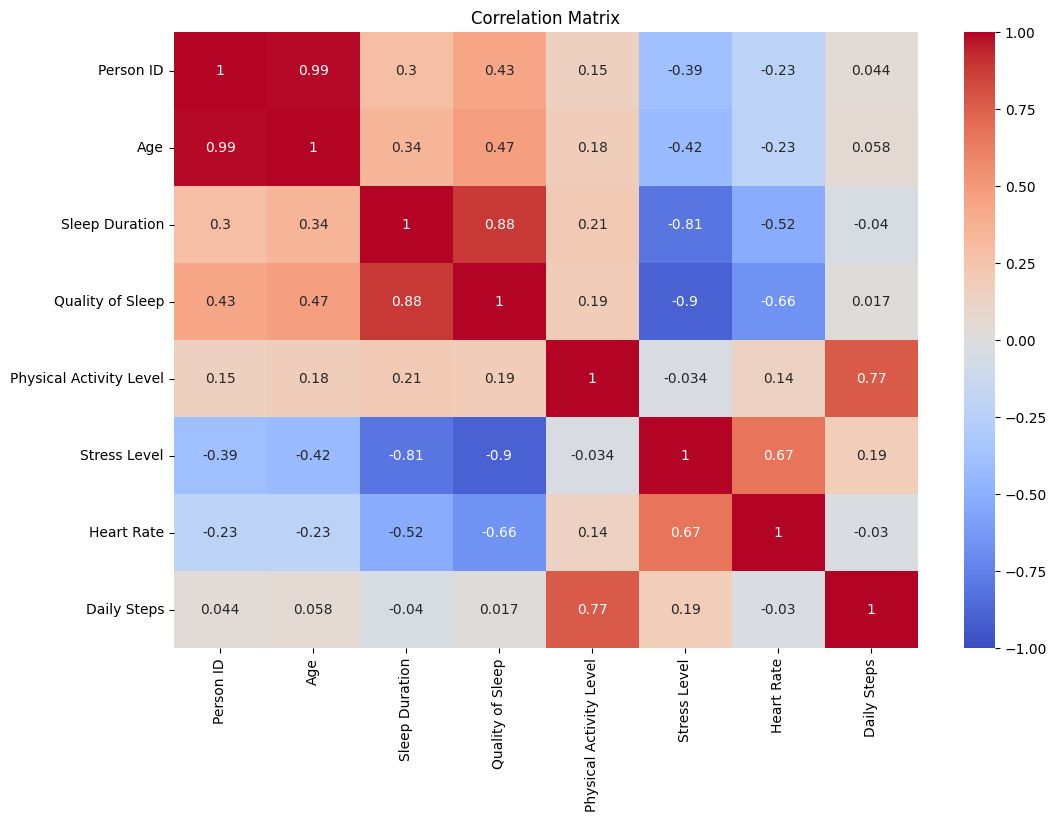 Correlation Matrix
Person ID 1 0.99 0.3 0.43 0.15 -0.39 -0.23 0.044
Age 0.99 1 0.34 0.47 0.18 -0.42 -0.23 0.058
Sleep Duration 0.3 0.34 1 0.88 0.21 -0.81 -0.52 -0.04
Quality of Sleep 0.43 0.47 0.88 1 0.19 -0.9 -0.66 0.017
Physical Activity Level 0.15 0.18 0.21 0.19 1 -0.034 0.14 0.77
Stress Level -0.39 -0.42 -0.81 -0.9 -0.034 1 0.67 0.19
Heart Rate -0.23 -0.23 -0.52 -0.66 0.14 0.67 1 -0.03
Daily Steps 0.044 0.058 -0.04 0.017 0.77 0.19 -0.03 1
Person ID
Age
Sleep Duration
Quality of Sleep
Physical Activity Level
Stress Level
Heart Rate
Daily Steps
1.00
0.75
0.50
0.25
0.00
−0.25
−0.50
−0.75
−1.00